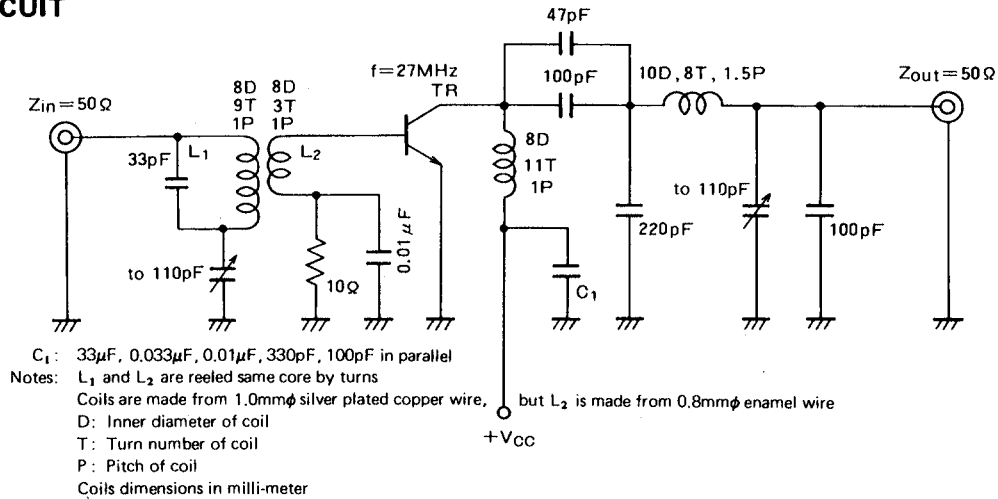 CUIT
47pF
f=27MHz
TR
100pF
10D, 8T, 1.5P
Zout=50Ω
Zin=50Ω
8D 8D
9T 3T
1P 1P
33pF
L₁
L₂
8D
11T
1P
to 110pF
0.01μF
to 110pF
10Ω
220pF
100pF
C₁
C₁: 33μF, 0.033μF, 0.01μF, 330pF, 100pF in parallel
Notes: L₁ and L₂ are reeled same core by turns
Coils are made from 1.0mmφ silver plated copper wire, but L₂ is made from 0.8mmφ enamel wire
D: Inner diameter of coil
T: Turn number of coil
P: Pitch of coil
Coils dimensions in milli-meter
+VCC